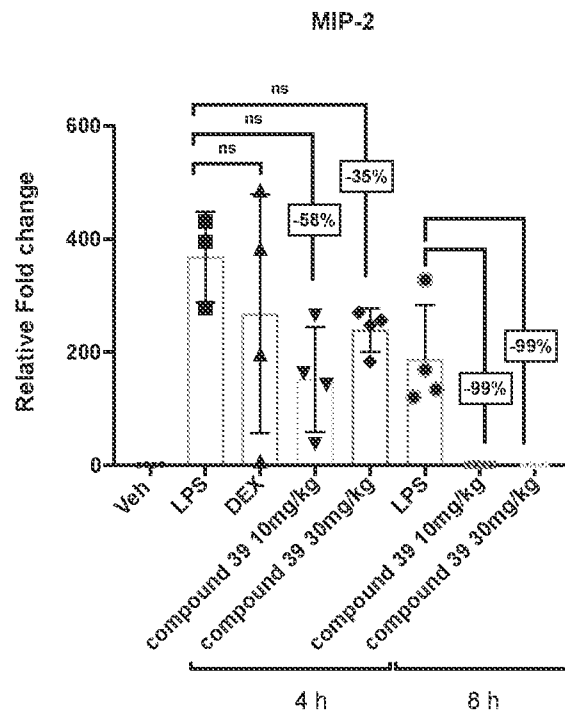 MIP-2
ns
ns
ns
-58%
-35%
-99%
-99%
Relative Fold change
600
400
200
0
Veh
LPS
DEX
compound 39 10mg/kg
compound 39 30mg/kg
LPS
compound 39 10mg/kg
compound 39 30mg/kg
4 h
8 h